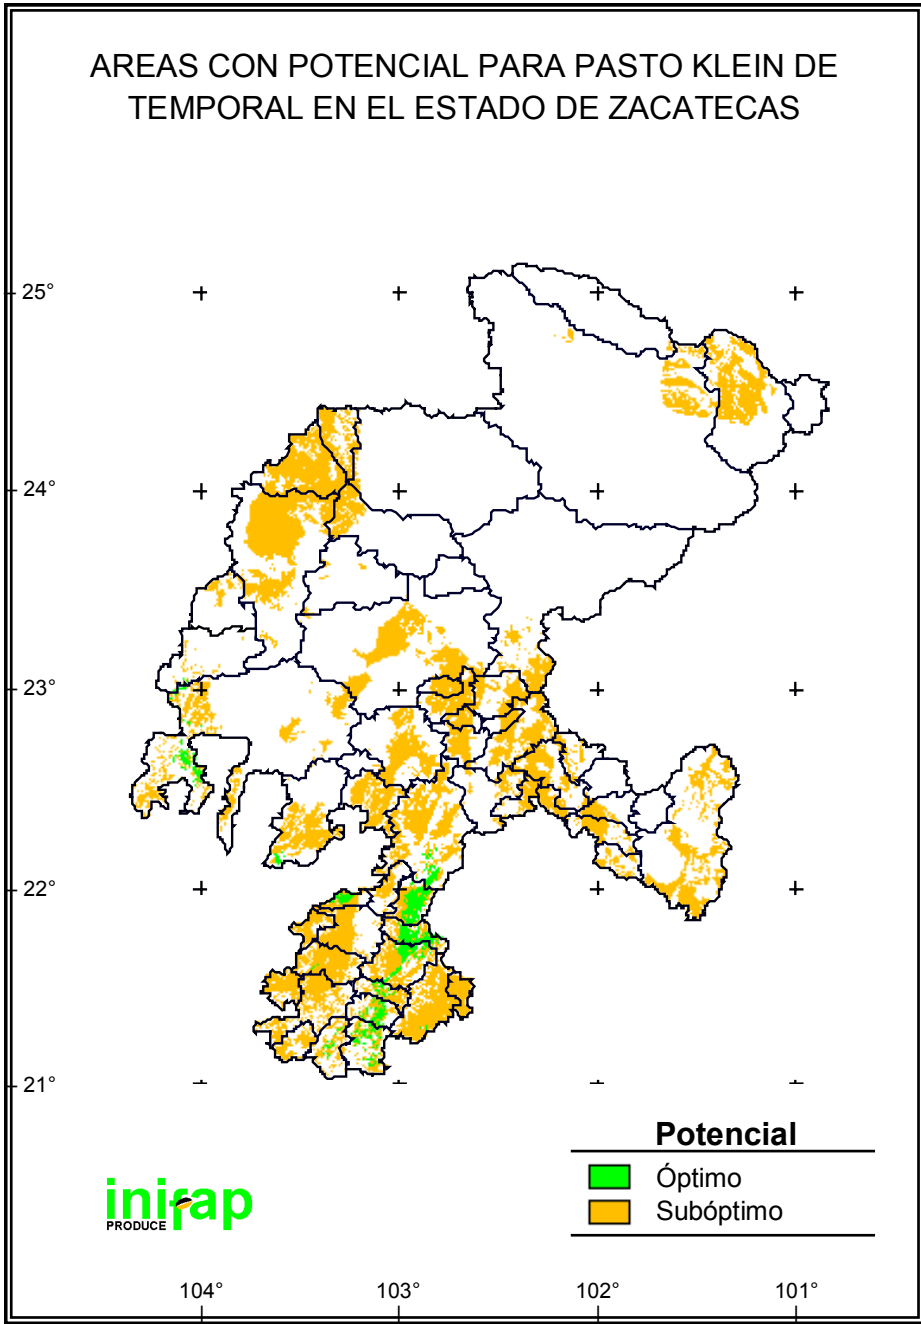 AREAS CON POTENCIAL PARA PASTO KLEIN DE
TEMPORAL EN EL ESTADO DE ZACATECAS
25°
24°
23°
22°
21°
Potencial
Óptimo
Subóptimo
inifap
PRODUCE
104°
103°
102°
101°